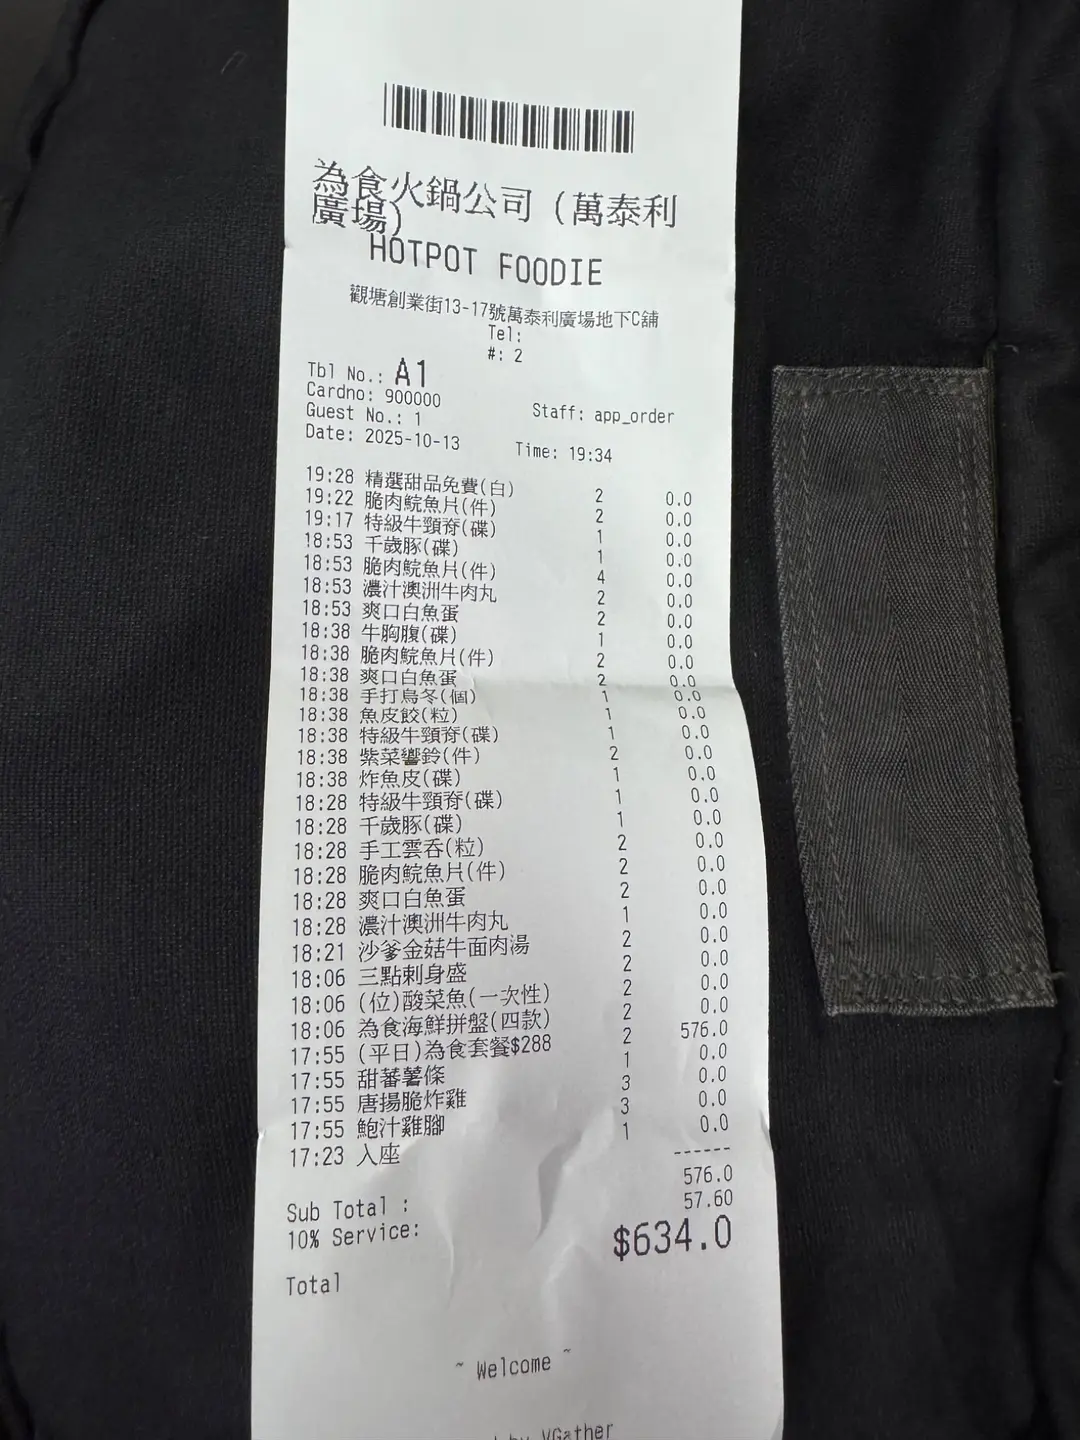 為食火鍋公司(萬泰利
廣場)
HOTPOT FOODIE
觀塘創業街13-17號萬泰利廣場地下C舖
Tel:
#: 2
Tbl No.: A1
Cardno: 900000
Guest No.: 1 Staff: app_order
Date: 2025-10-13 Time: 19:34
19:28 精選甜品免費(白) 2 0.0
19:22 脆肉鯇魚片(件) 2 0.0
19:17 特級牛頸脊(碟) 1 0.0
18:53 千歲豚(碟) 1 0.0
18:53 脆肉鯇魚片(件) 4 0.0
18:53 濃汁澳洲牛肉丸 2 0.0
18:53 爽口白魚蛋 2 0.0
18:38 牛胸腹(碟) 1 0.0
18:38 脆肉鯇魚片(件) 2 0.0
18:38 爽口白魚蛋 2 0.0
18:38 手打烏冬(個) 1 0.0
18:38 魚皮餃(粒) 1 0.0
18:38 特級牛頸脊(碟) 1 0.0
18:38 紫菜響鈴(件) 2 0.0
18:38 炸魚皮(碟) 1 0.0
18:28 特級牛頸脊(碟) 1 0.0
18:28 千歲豚(碟) 1 0.0
18:28 手工雲吞(粒) 2 0.0
18:28 脆肉鯇魚片(件) 2 0.0
18:28 爽口白魚蛋 2 0.0
18:28 濃汁澳洲牛肉丸 1 0.0
18:21 沙爹金菇牛面肉湯 2 0.0
18:06 三點刺身盛 2 0.0
18:06 (位)酸菜魚(一次性) 2 0.0
18:06 為食海鮮拼盤(四款) 2 0.0
17:55 (平日)為食套餐$288 2 576.0
17:55 甜蕃薯條 1 0.0
17:55 唐揚脆炸雞 3 0.0
17:55 鮑汁雞腳 3 0.0
17:23 入座 1 0.0
------
Sub Total : 576.0
10% Service: 57.60
Total $634.0
~ Welcome ~
by VGather